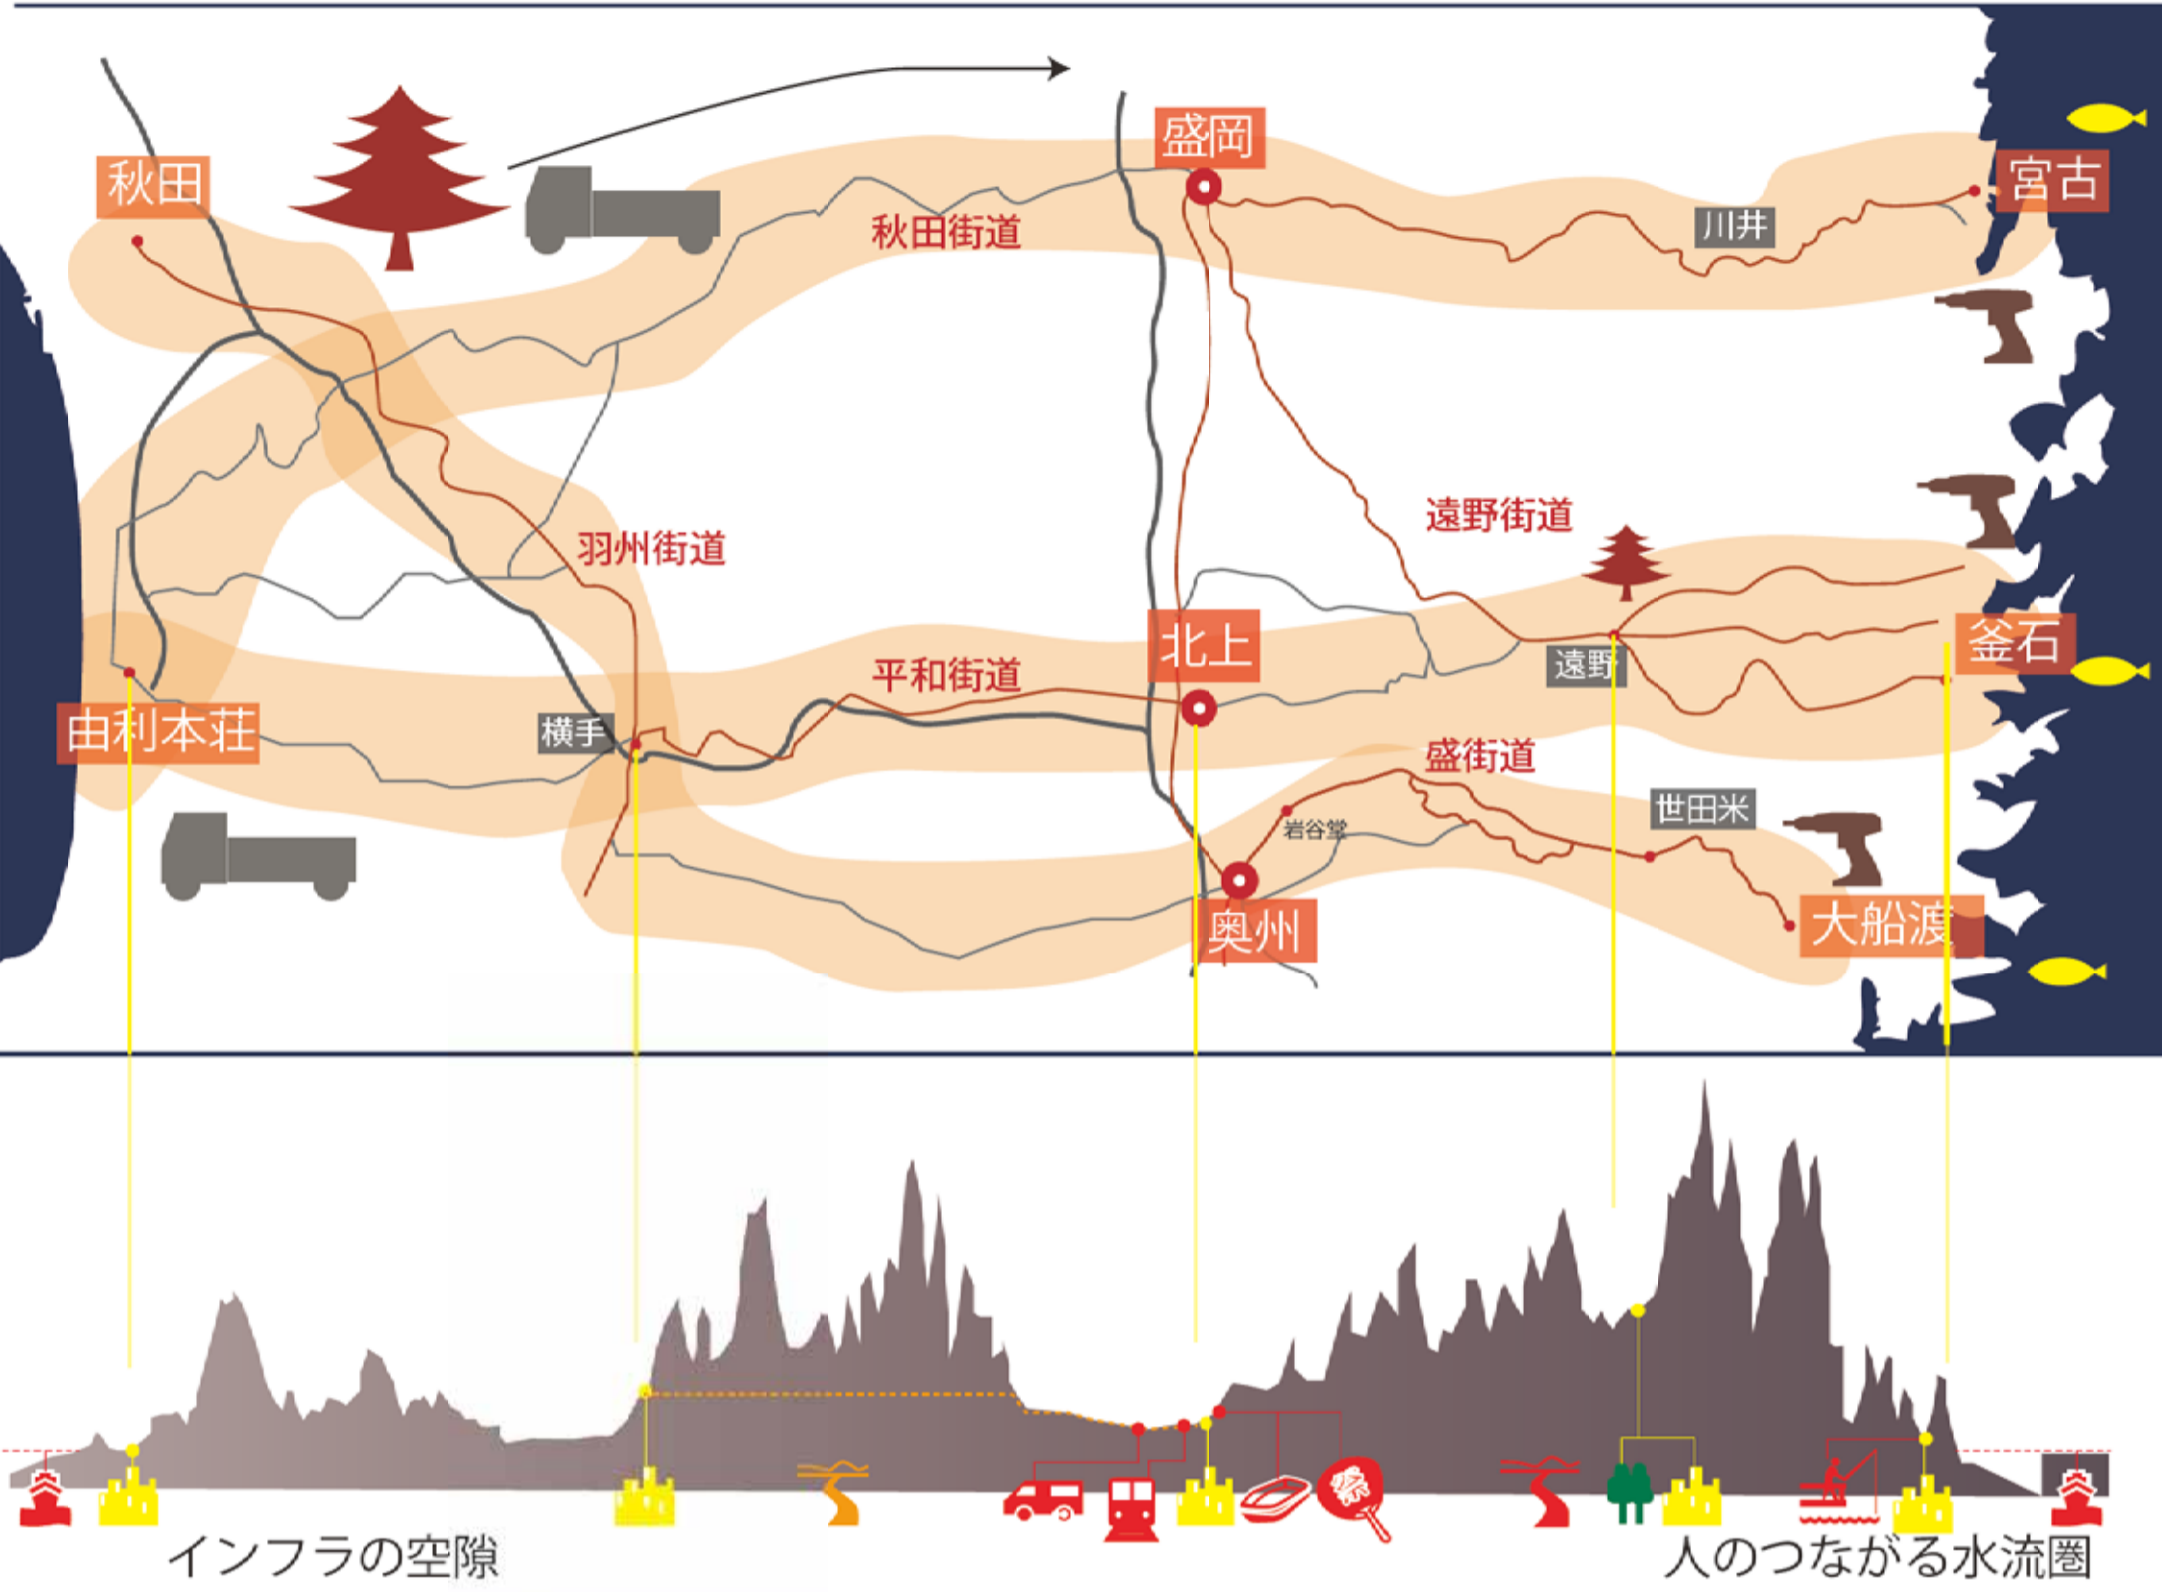 盛岡
秋田
宮古
秋田街道
川井
遠野街道
羽州街道
北上
釜石
遠野
平和街道
由利本荘
横手
盛街道
世田米
岩谷堂
大船渡
奥州
祭
インフラの空隙
人のつながる水流圏